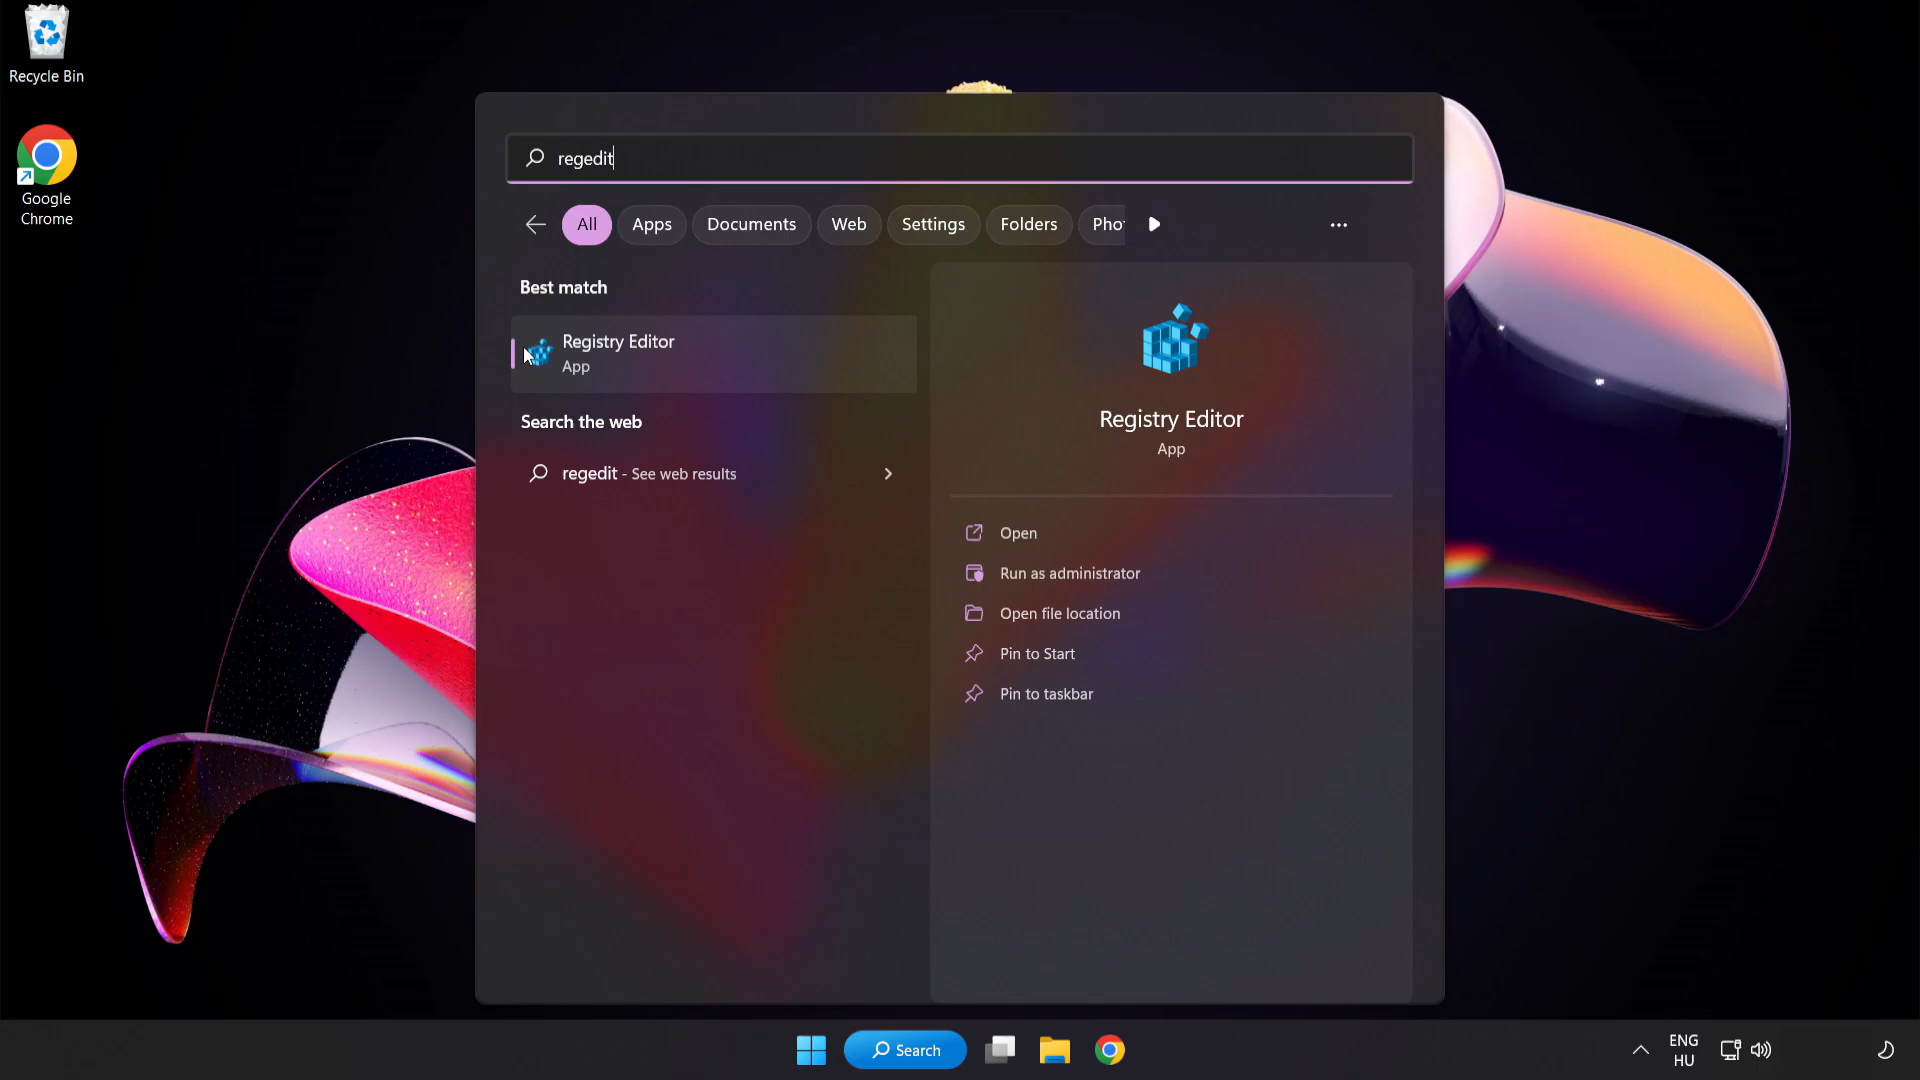 Recycle Bin
Google
Chrome
regedit
All
Apps
Documents
Web
Settings
Folders
Pho
Best match
Registry Editor
App
Search the web
regedit - See web results
Registry Editor
App
Open
Run as administrator
Open file location
Pin to Start
Pin to taskbar
Search
ENG
HU